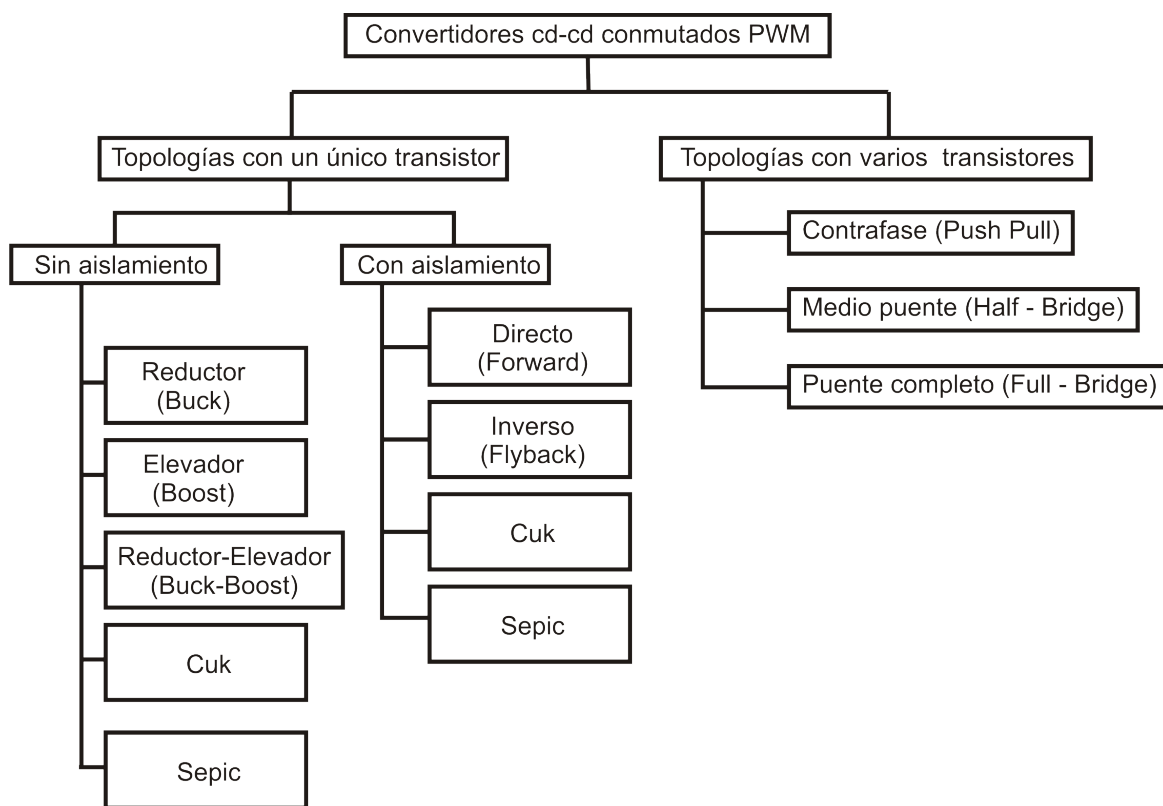 Convertidores cd-cd conmutados PWM
Topologías con un único transistor
Sin aislamiento
Reductor
(Buck)
Elevador
(Boost)
Reductor-Elevador
(Buck-Boost)
Cuk
Sepic
Con aislamiento
Directo
(Forward)
Inverso
(Flyback)
Cuk
Sepic
Topologías con varios transistores
Contrafase (Push Pull)
Medio puente (Half - Bridge)
Puente completo (Full - Bridge)